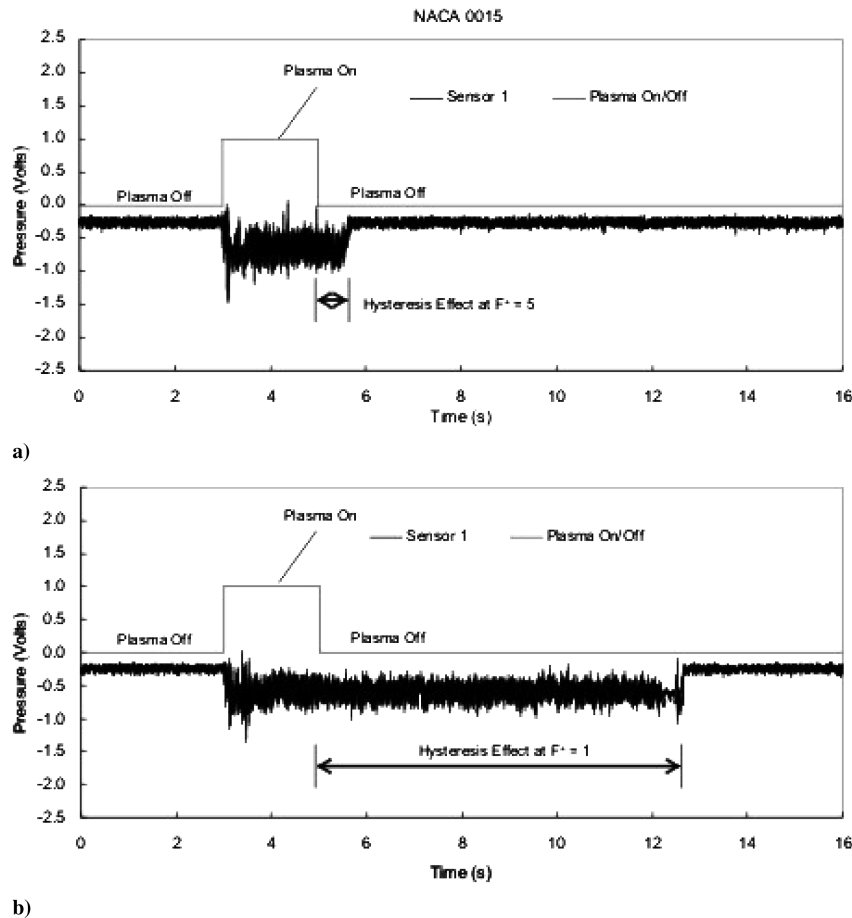 NACA 0015
2.5
2.0
1.5
1.0
0.5
0.0
-0.5
-1.0
-1.5
-2.0
-2.5
Pressure (Volts)
Plasma On
Sensor 1
Plasma On/Off
Plasma Off
Plasma Off
Hysteresis Effect at F⁺ = 5
0 2 4 6 8 10 12 14 16
Time (s)
a)
2.5
2.0
1.5
1.0
0.5
0.0
-0.5
-1.0
-1.5
-2.0
-2.5
Pressure (Volts)
Plasma On
Sensor 1
Plasma On/Off
Plasma Off
Plasma Off
Hysteresis Effect at F⁺ = 1
0 2 4 6 8 10 12 14 16
Time (s)
b)